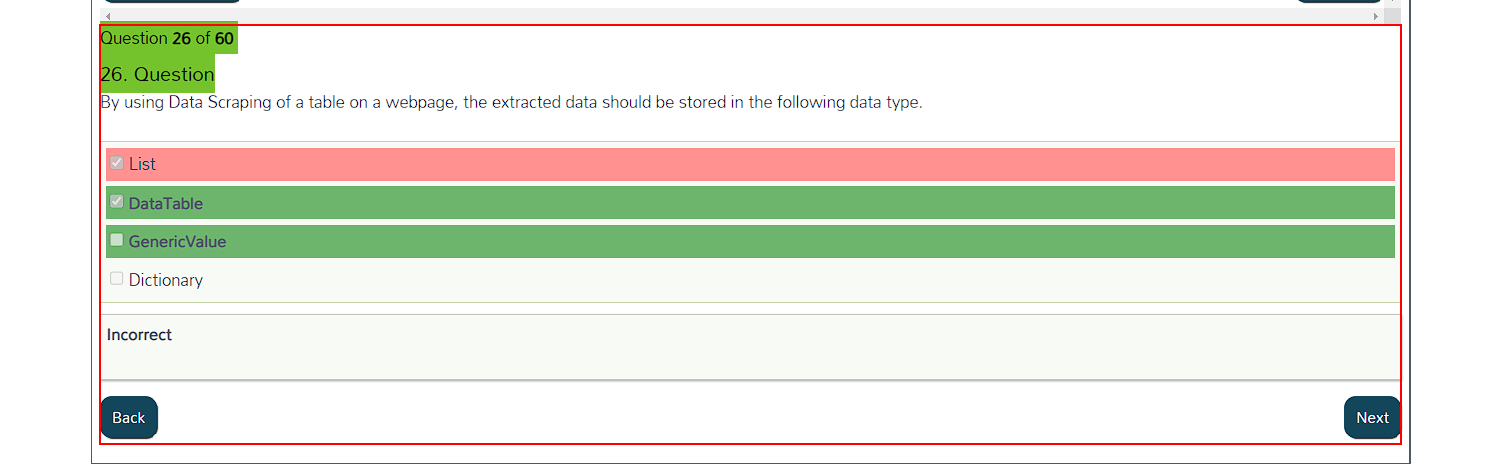 Question 26 of 60
26. Question
By using Data Scraping of a table on a webpage, the extracted data should be stored in the following data type.
List
DataTable
GenericValue
Dictionary
Incorrect
Back
Next